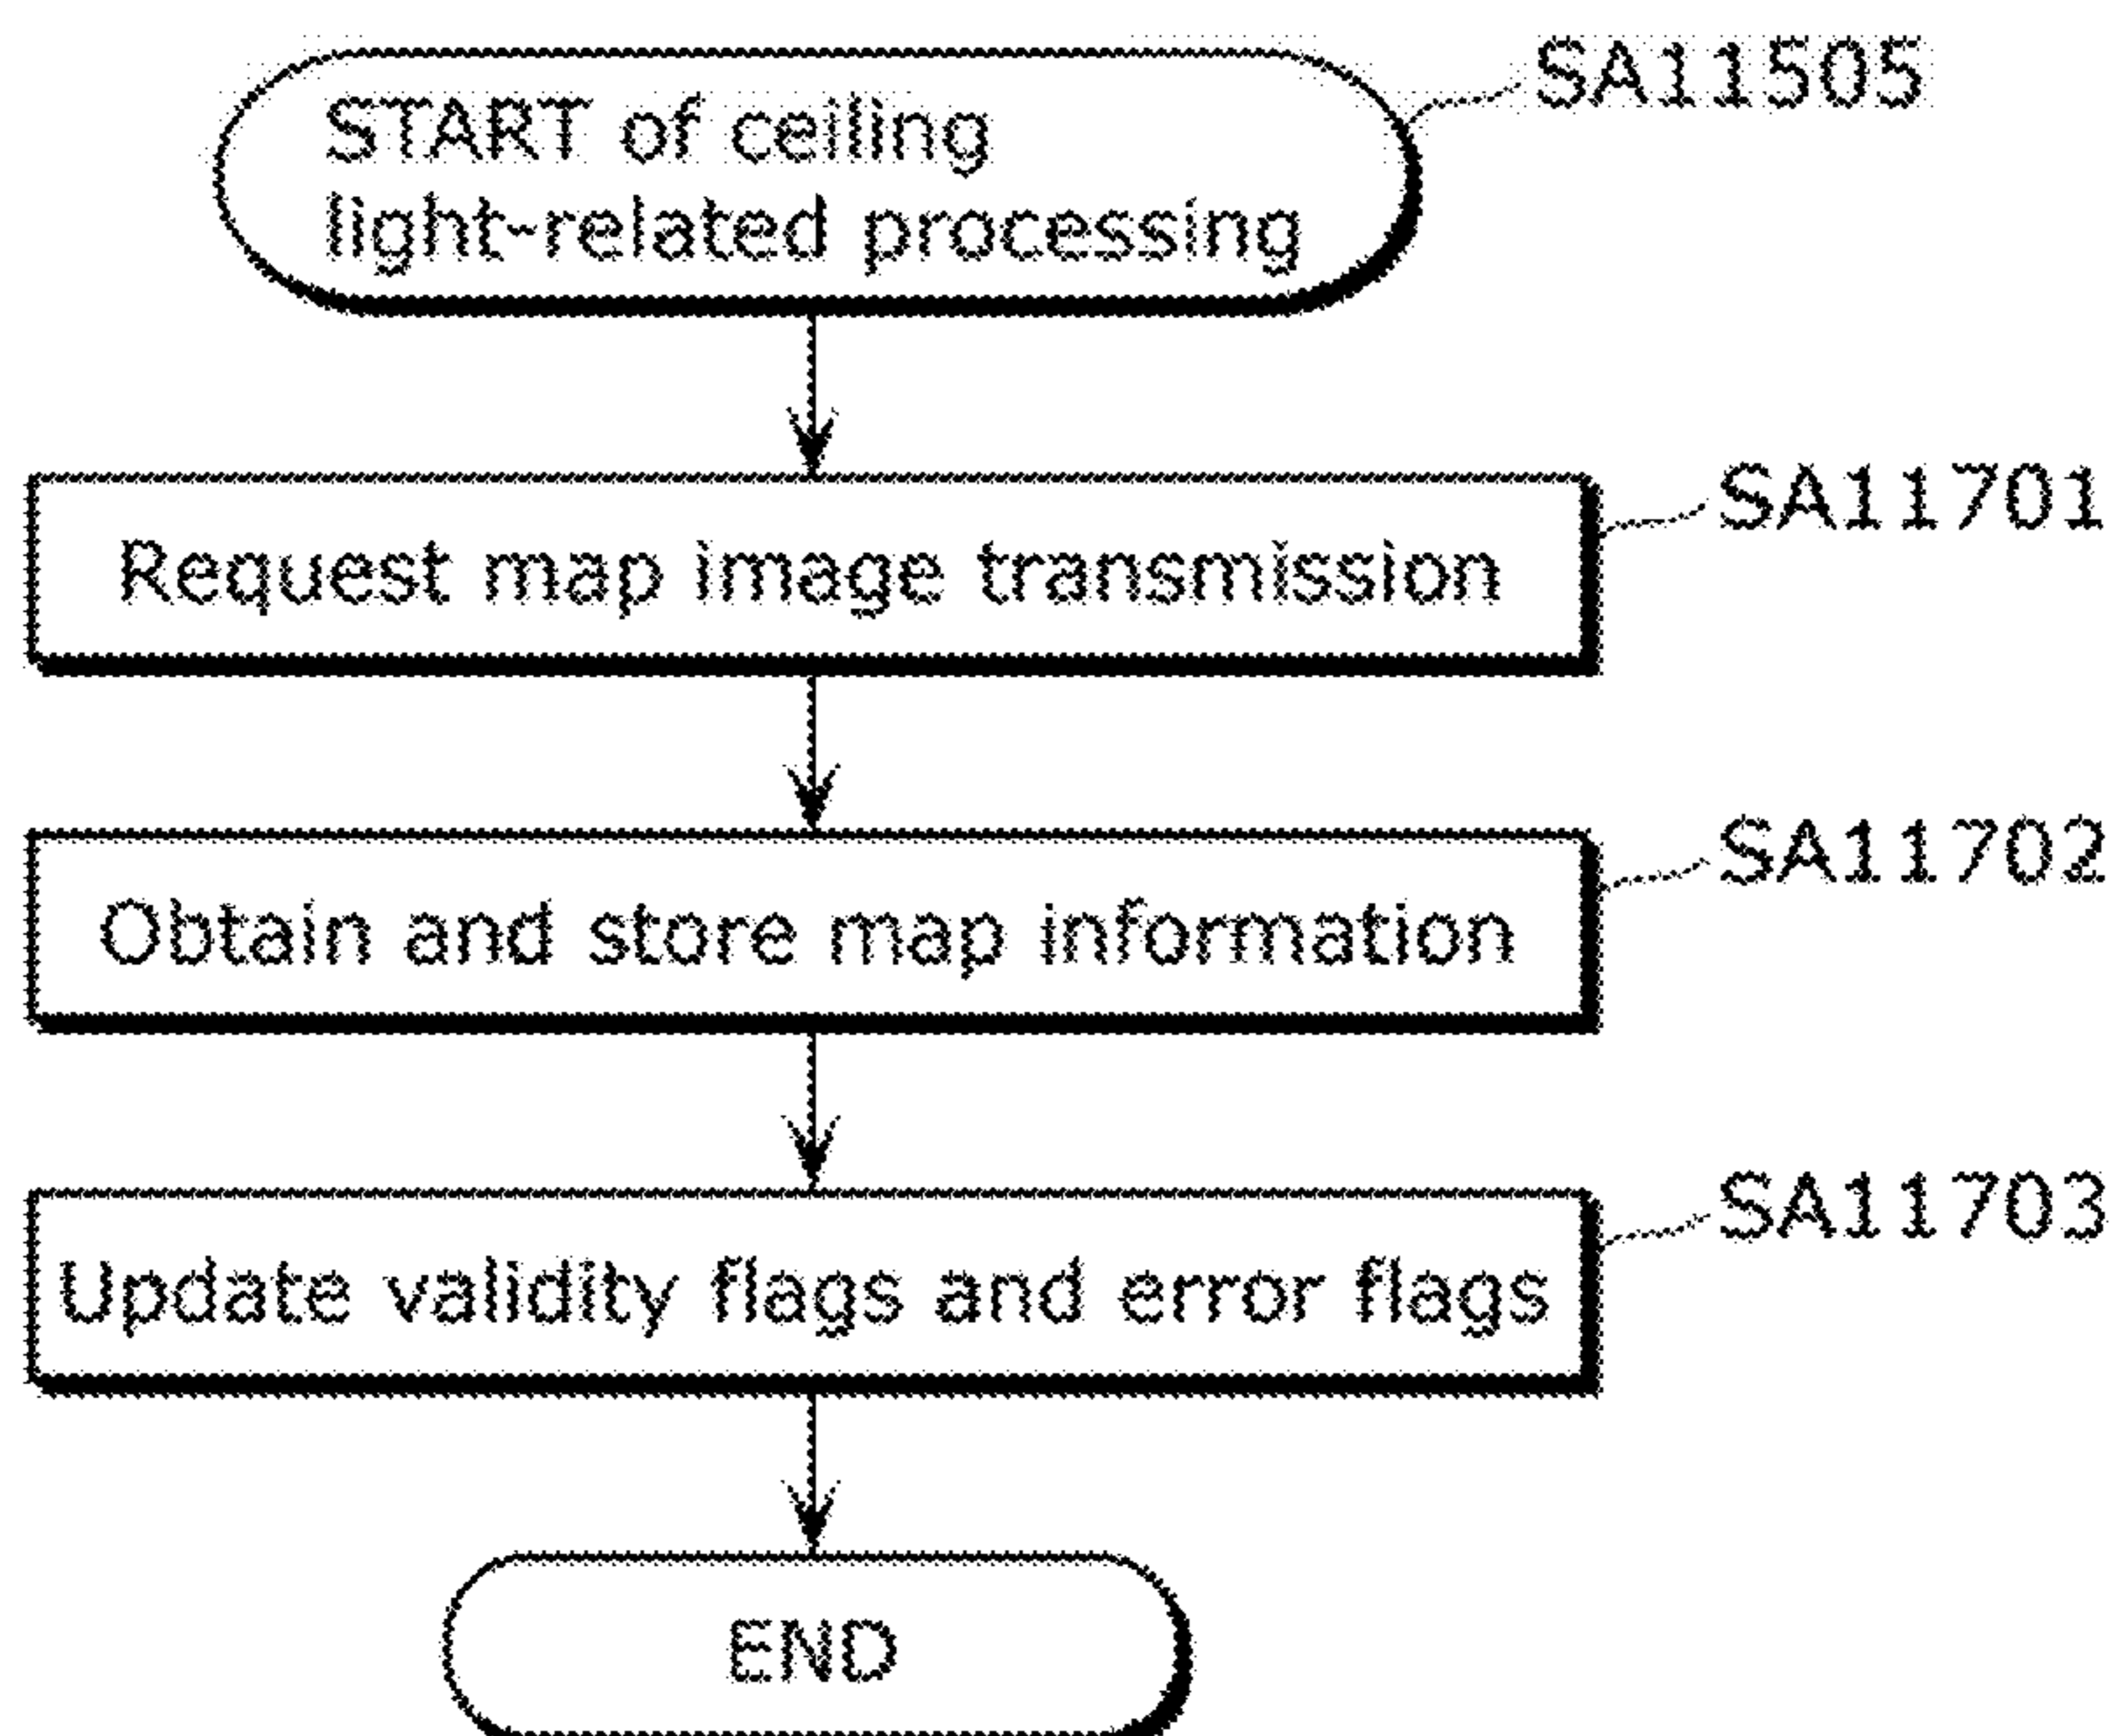 START of ceiling
light-related processing
SA11505
Request map image transmission
SA11701
Obtain and store map information
SA11702
Update validity flags and error flags
SA11703
END